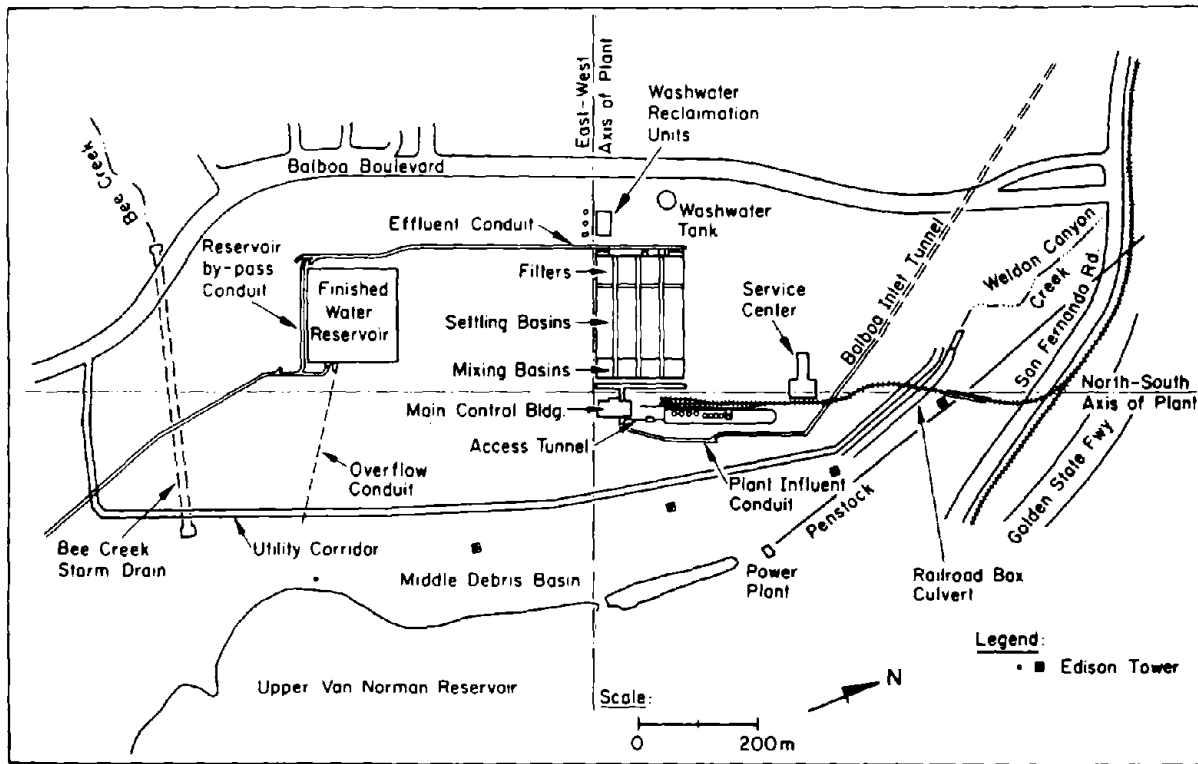 East-West
Axis of Plant
Washwater
Reclamation
Units
Balboa Boulevard
Bee Creek
Effluent Conduit
Washwater
Tank
Reservoir
by-pass
Conduit
Finished
Water
Reservoir
Filters
Settling Basins
Mixing Basins
Service
Center
Balboa Inlet Tunnel
Weldon Canyon
Creek
San Fernando Rd
North-South
Axis of Plant
Main Control Bldg.
Access Tunnel
Overflow
Conduit
Plant Influent
Conduit
Penstock
Golden State Fwy
Bee Creek
Storm Drain
Utility Corridor
Middle Debris Basin
Power
Plant
Railroad Box
Culvert
Legend:
Edison Tower
Upper Van Norman Reservoir
N
Scale:
0 200m